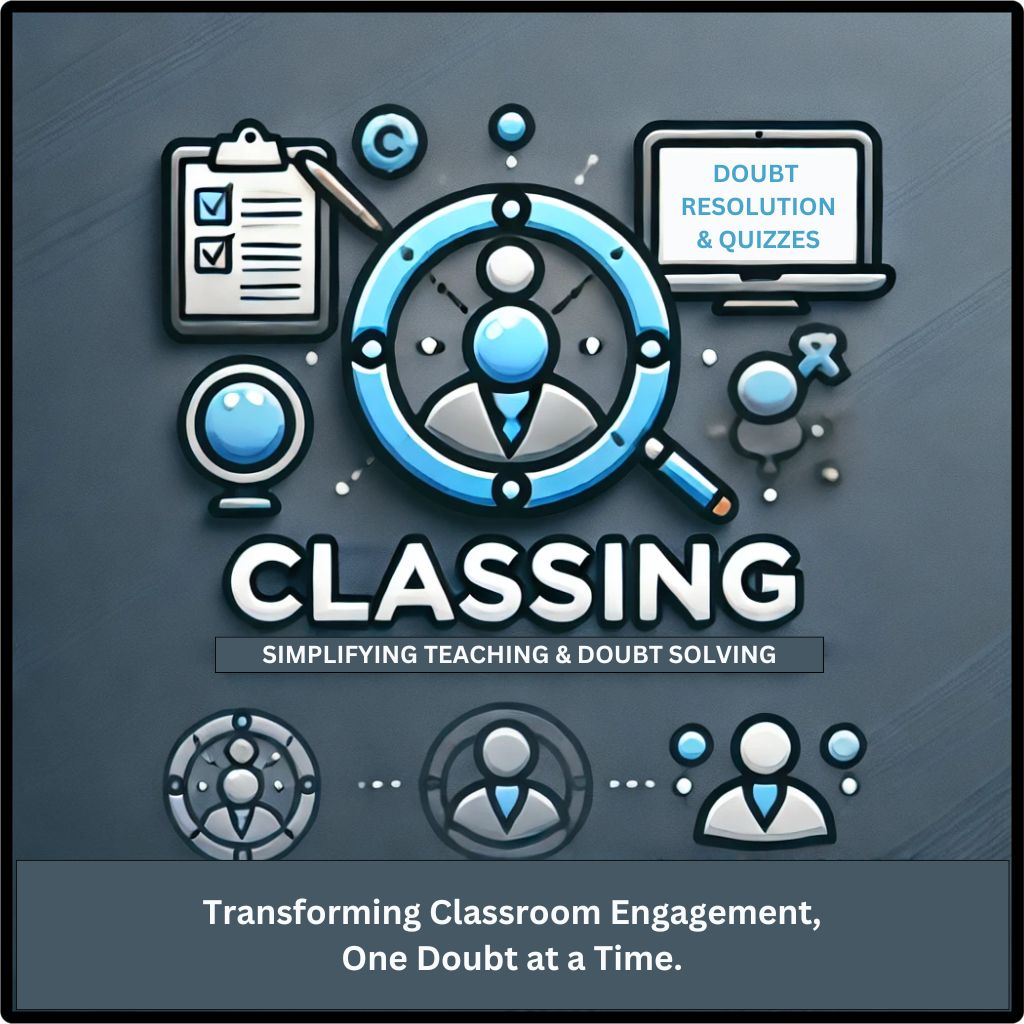 C
DOUBT
RESOLUTION
& QUIZZES
CLASSING
SIMPLIFYING TEACHING & DOUBT SOLVING
Transforming Classroom Engagement,
One Doubt at a Time.